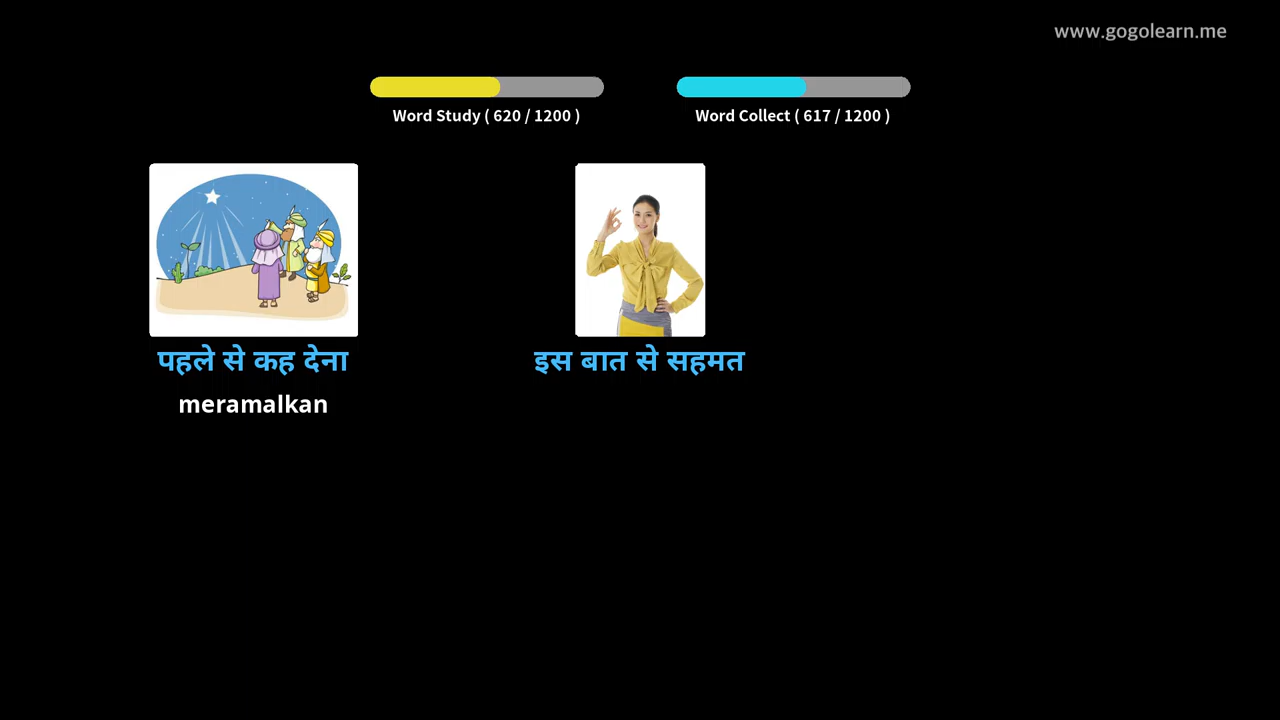 www.gogolearn.me
Word Study ( 620 / 1200 )
Word Collect ( 617 / 1200 )
पहले से कह देना
इस बात से सहमत
meramalkan